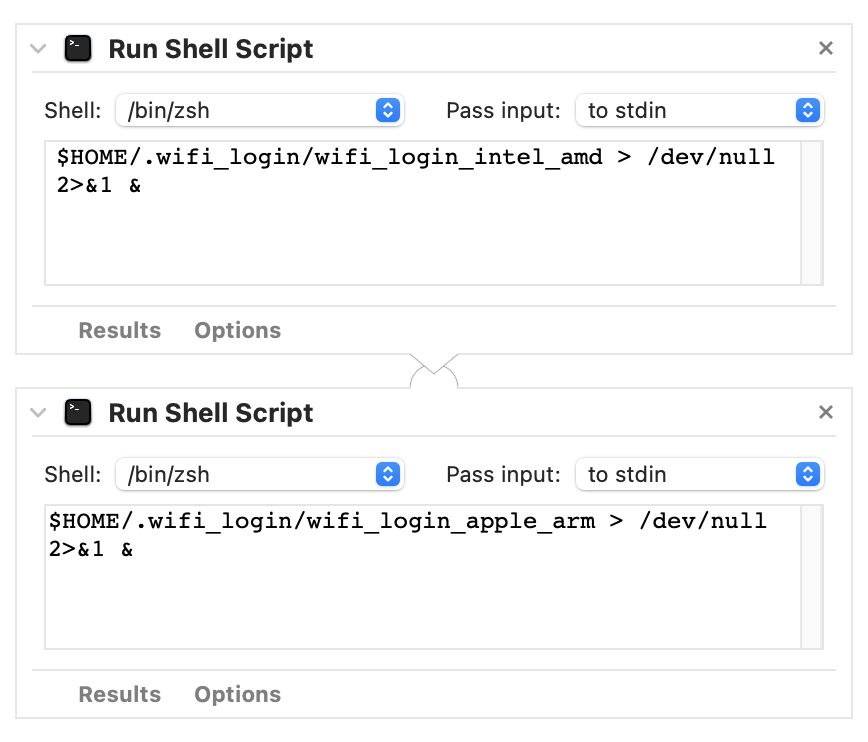 Run Shell Script
Shell: /bin/zsh Pass input: to stdin
$HOME/.wifi_login/wifi_login_intel_amd > /dev/null
2>&1 &
Results Options
Run Shell Script
Shell: /bin/zsh Pass input: to stdin
$HOME/.wifi_login/wifi_login_apple_arm > /dev/null
2>&1 &
Results Options